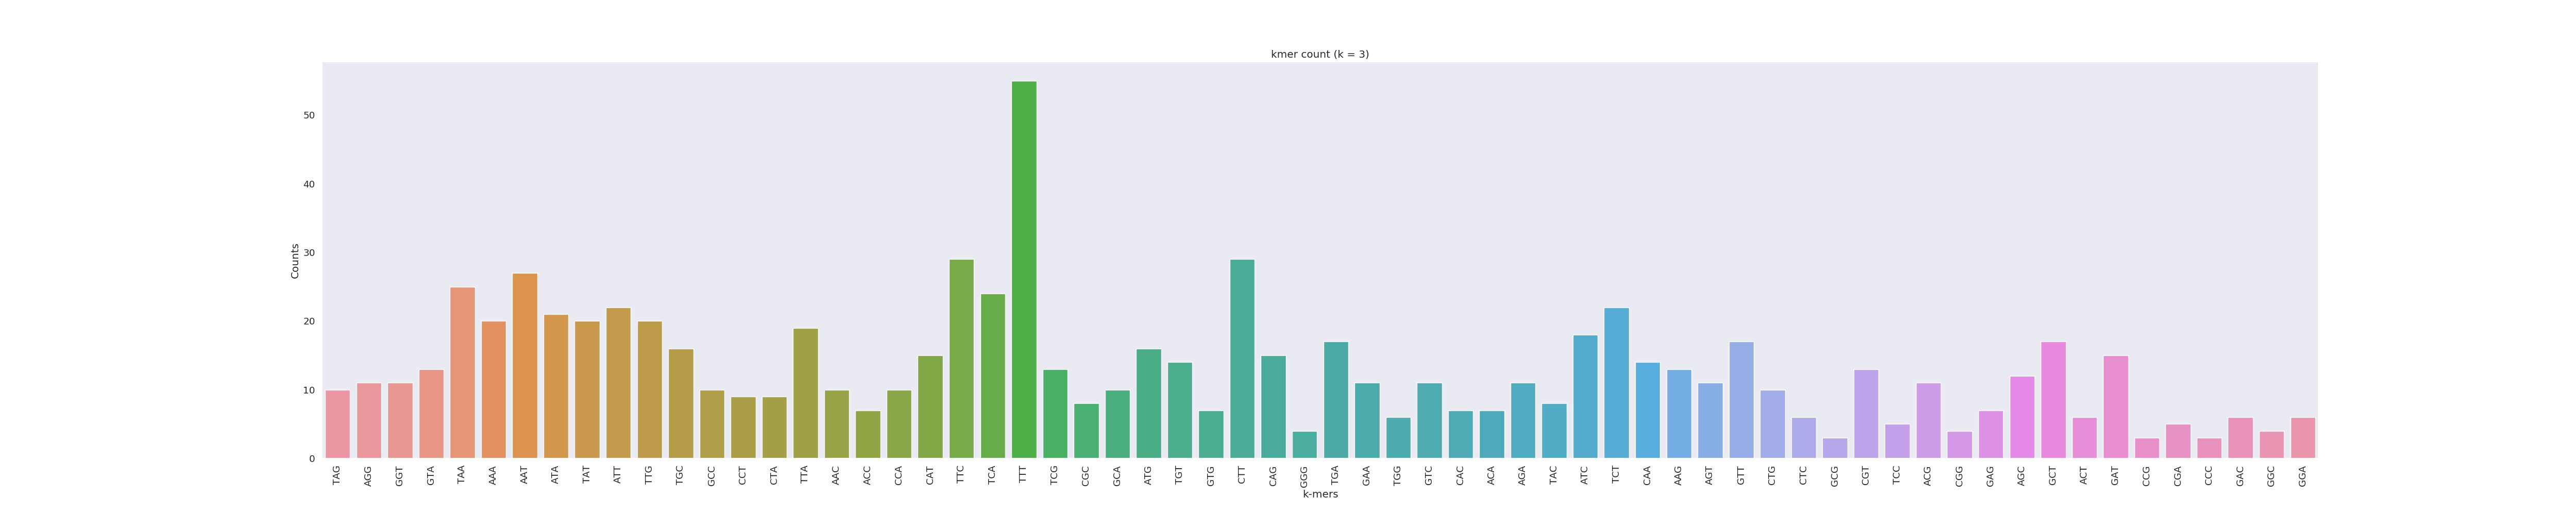 kmer count (k = 3)
Counts
50
40
30
20
10
0
TAG AGG GGT GTA TAA AAA AAT ATA TAT ATT TTG TGC GCC CCT CTA TTA AAC ACC CCA CAT TTC TCA TTT TCG CGC GCA ATG TGT GTG CTT CAG GGG TGA GAA TGG GTC CAC ACA AGA TAC ATC TCT CAA AAG AGT GTT CTG CTC GCG CGT TCC ACG CGG GAG AGC GCT ACT GAT CCG CGA CCC GAC GGC GGA
k-mers